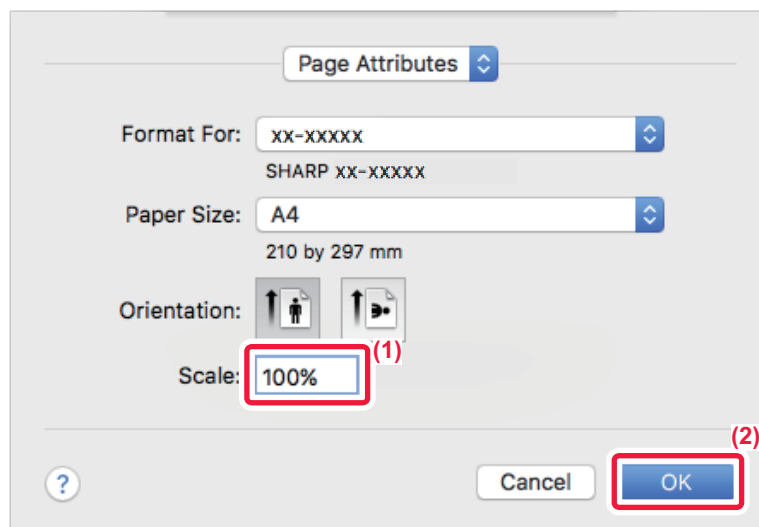 Page Attributes
Format For: xx-xxxxx
SHARP xx-xxxxx
Paper Size: A4
210 by 297 mm
Orientation:
(1)
Scale: 100%
(2)
? Cancel OK